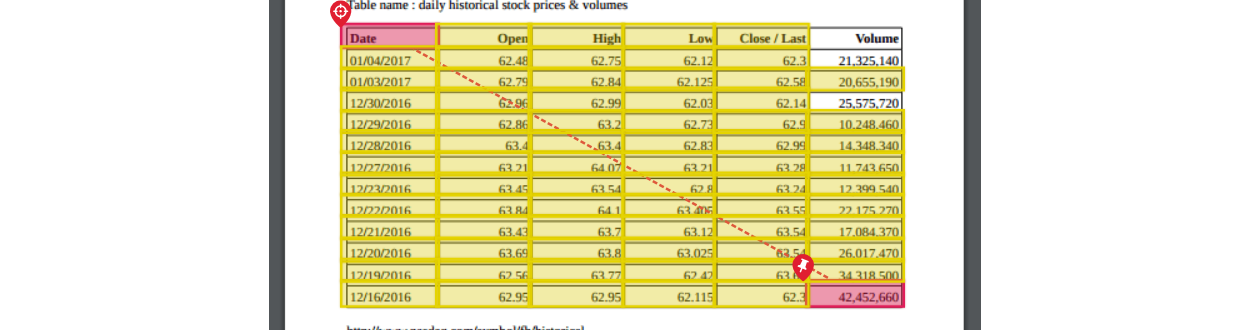 Table name : daily historical stock prices & volumes
Date Open High Low Close / Last Volume
01/04/2017 62.48 62.75 62.12 62.3 21,325,140
01/03/2017 62.79 62.84 62.125 62.58 20,655,190
12/30/2016 62.96 62.99 62.03 62.14 25,575,720
12/29/2016 62.86 63.2 62.73 62.9 10.248.460
12/28/2016 63.4 63.4 62.83 62.99 14.348.340
12/27/2016 63.21 64.07 63.21 63.28 11.743.650
12/23/2016 63.45 63.54 62.8 63.24 12.399.540
12/22/2016 63.84 64.1 63.405 63.55 22.175.270
12/21/2016 63.43 63.7 63.12 63.54 17.084.370
12/20/2016 63.69 63.8 63.025 63.54 26.017.470
12/19/2016 62.56 63.77 62.42 34.318.500
12/16/2016 62.95 62.95 62.115 62.3 42,452,660